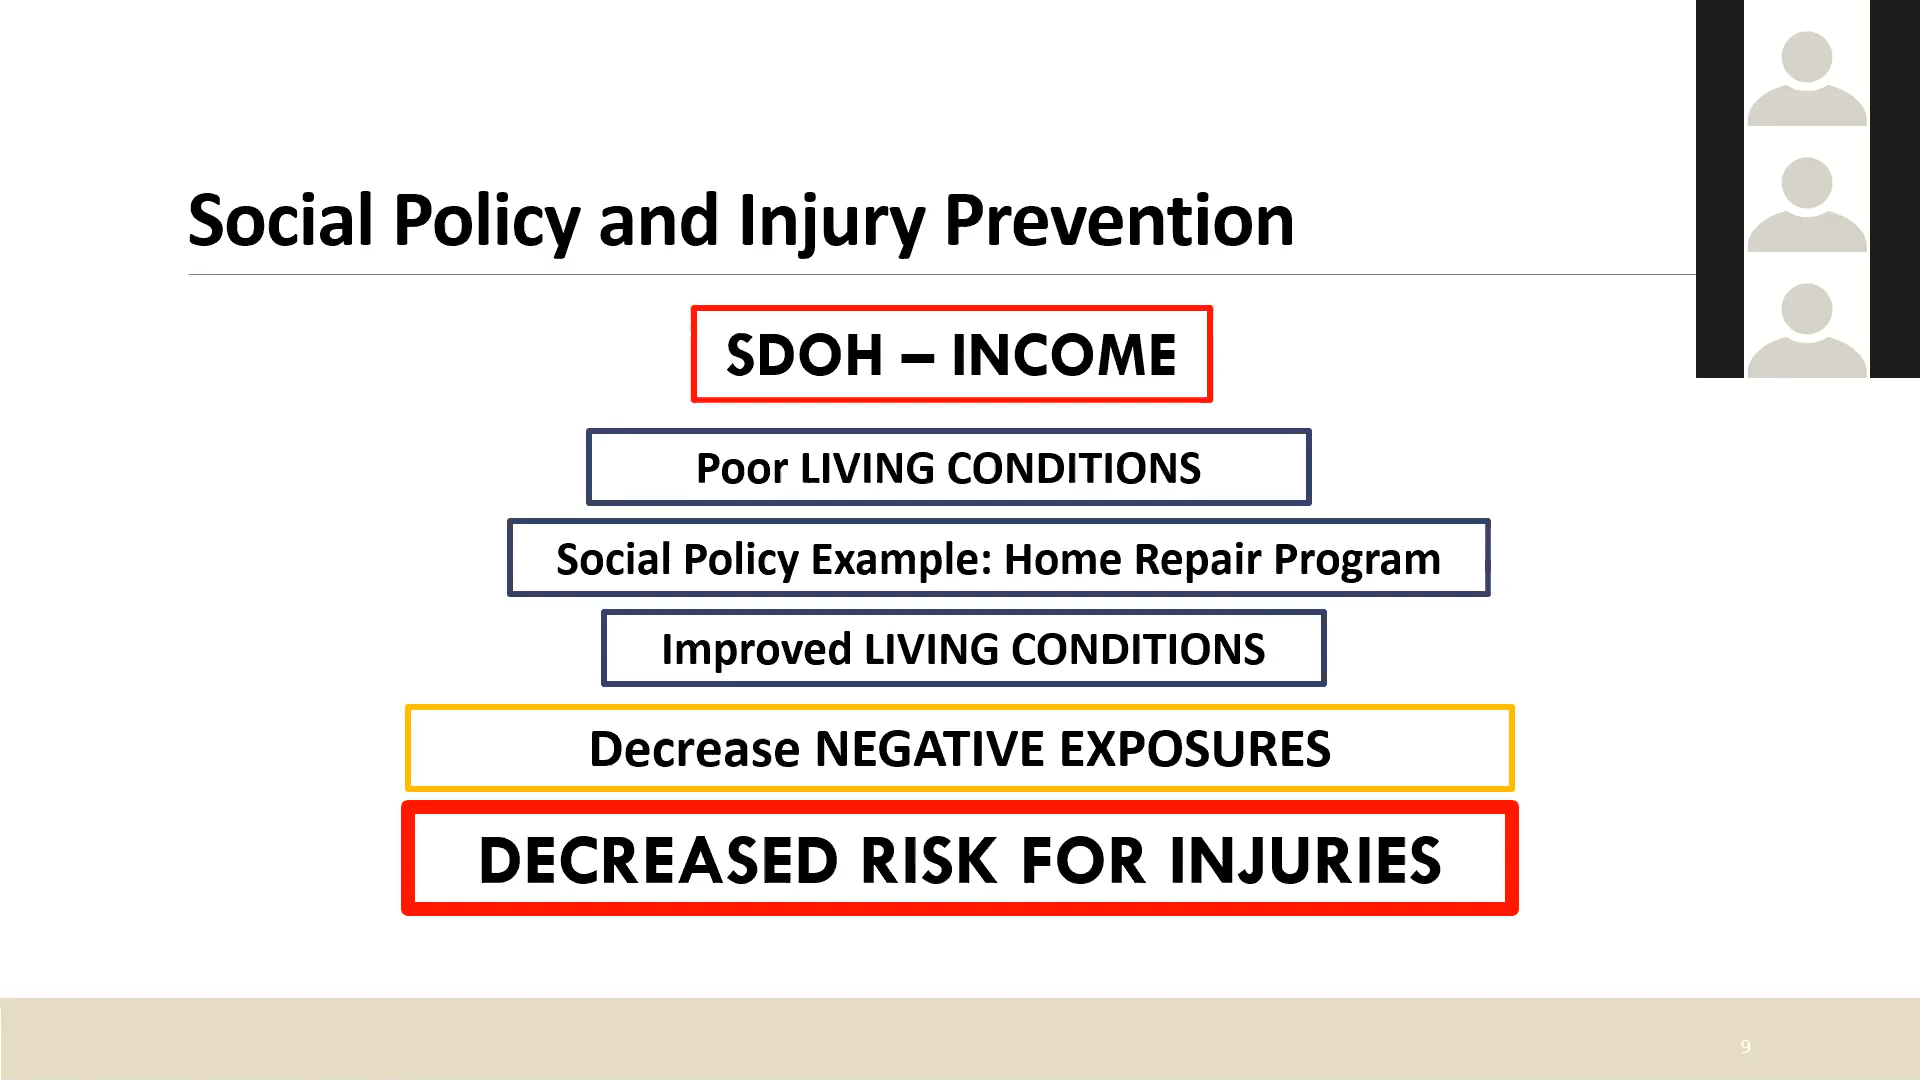 Social Policy and Injury Prevention
SDOH – INCOME
Poor LIVING CONDITIONS
Social Policy Example: Home Repair Program
Improved LIVING CONDITIONS
Decrease NEGATIVE EXPOSURES
DECREASED RISK FOR INJURIES
9